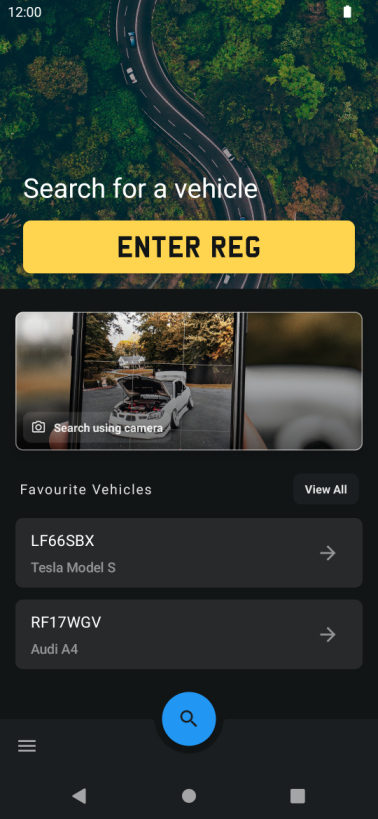 12:00
Search for a vehicle
ENTER REG
Search using camera
Favourite Vehicles
View All
LF66SBX
Tesla Model S
RF17WGV
Audi A4